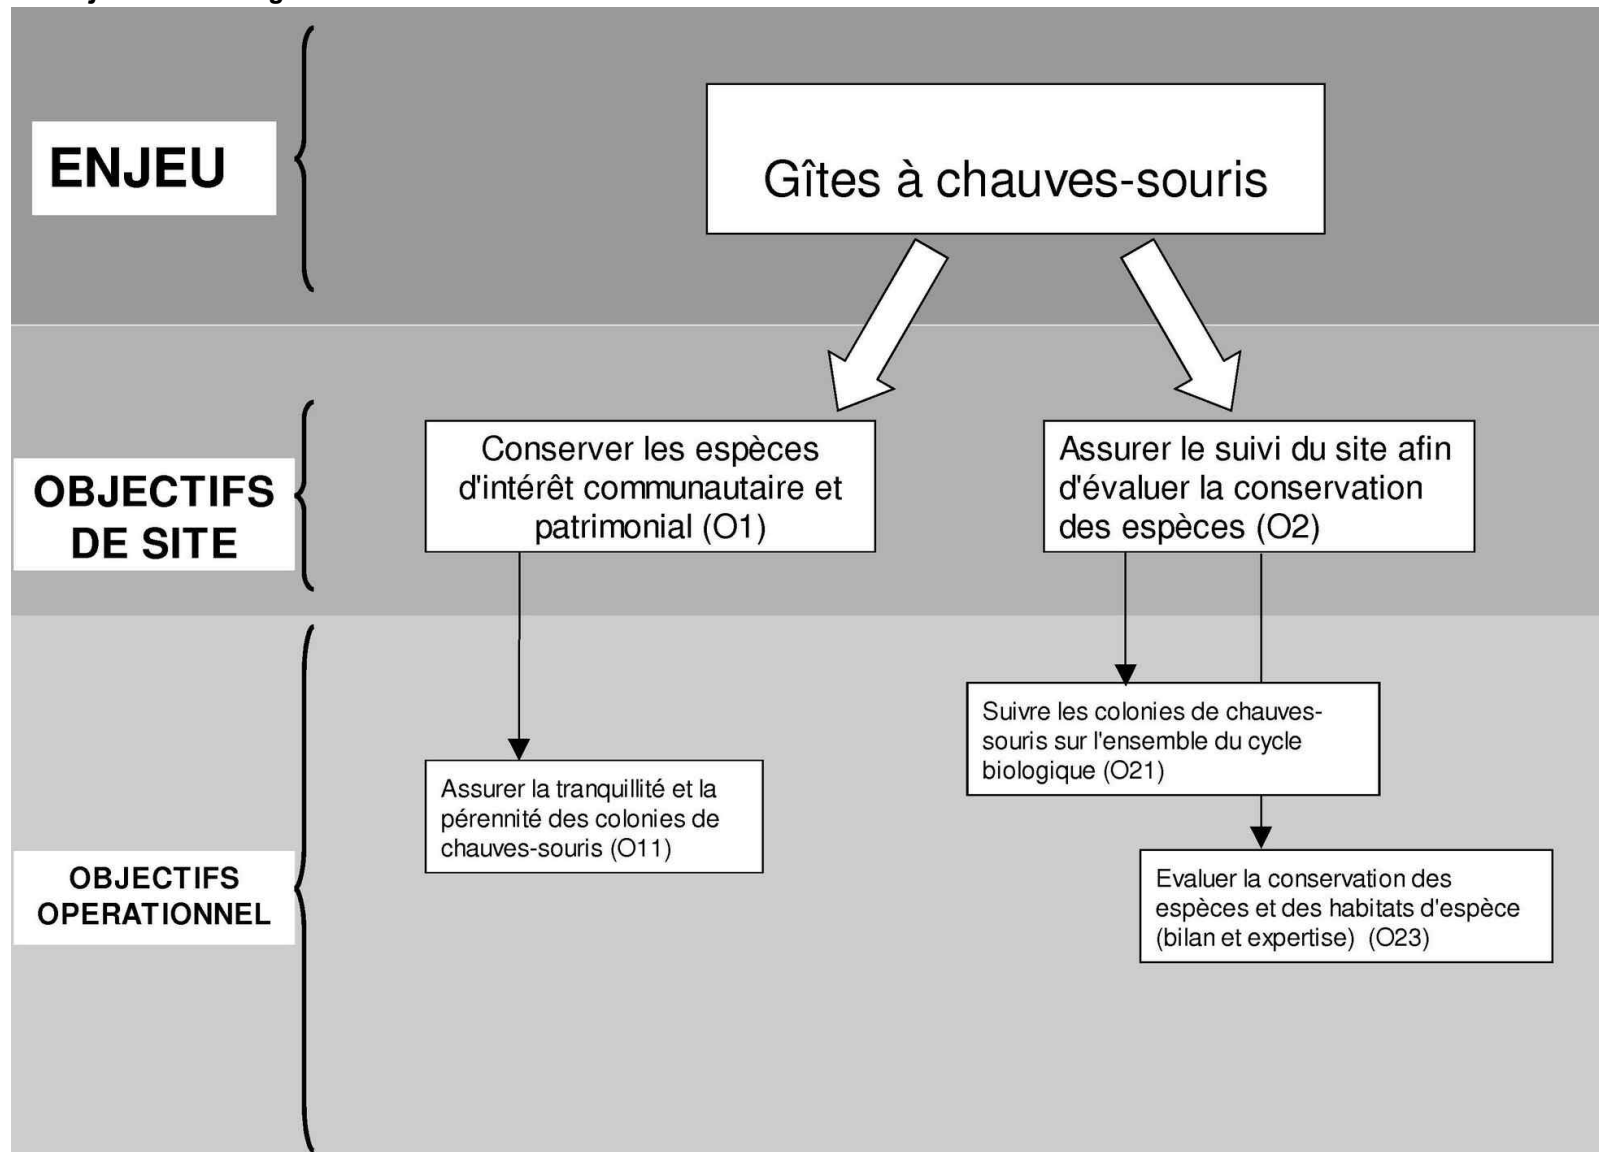 ENJEU
Gîtes à chauves-souris
OBJECTIFS
DE SITE
Conserver les espèces
d'intérêt communautaire et
patrimonial (O1)
Assurer le suivi du site afin
d'évaluer la conservation
des espèces (O2)
OBJECTIFS
OPERATIONNEL
Assurer la tranquillité et la
pérennité des colonies de
chauves-souris (O11)
Suivre les colonies de chauves-
souris sur l'ensemble du cycle
biologique (O21)
Evaluer la conservation des
espèces et des habitats d'espèce
(bilan et expertise) (O23)